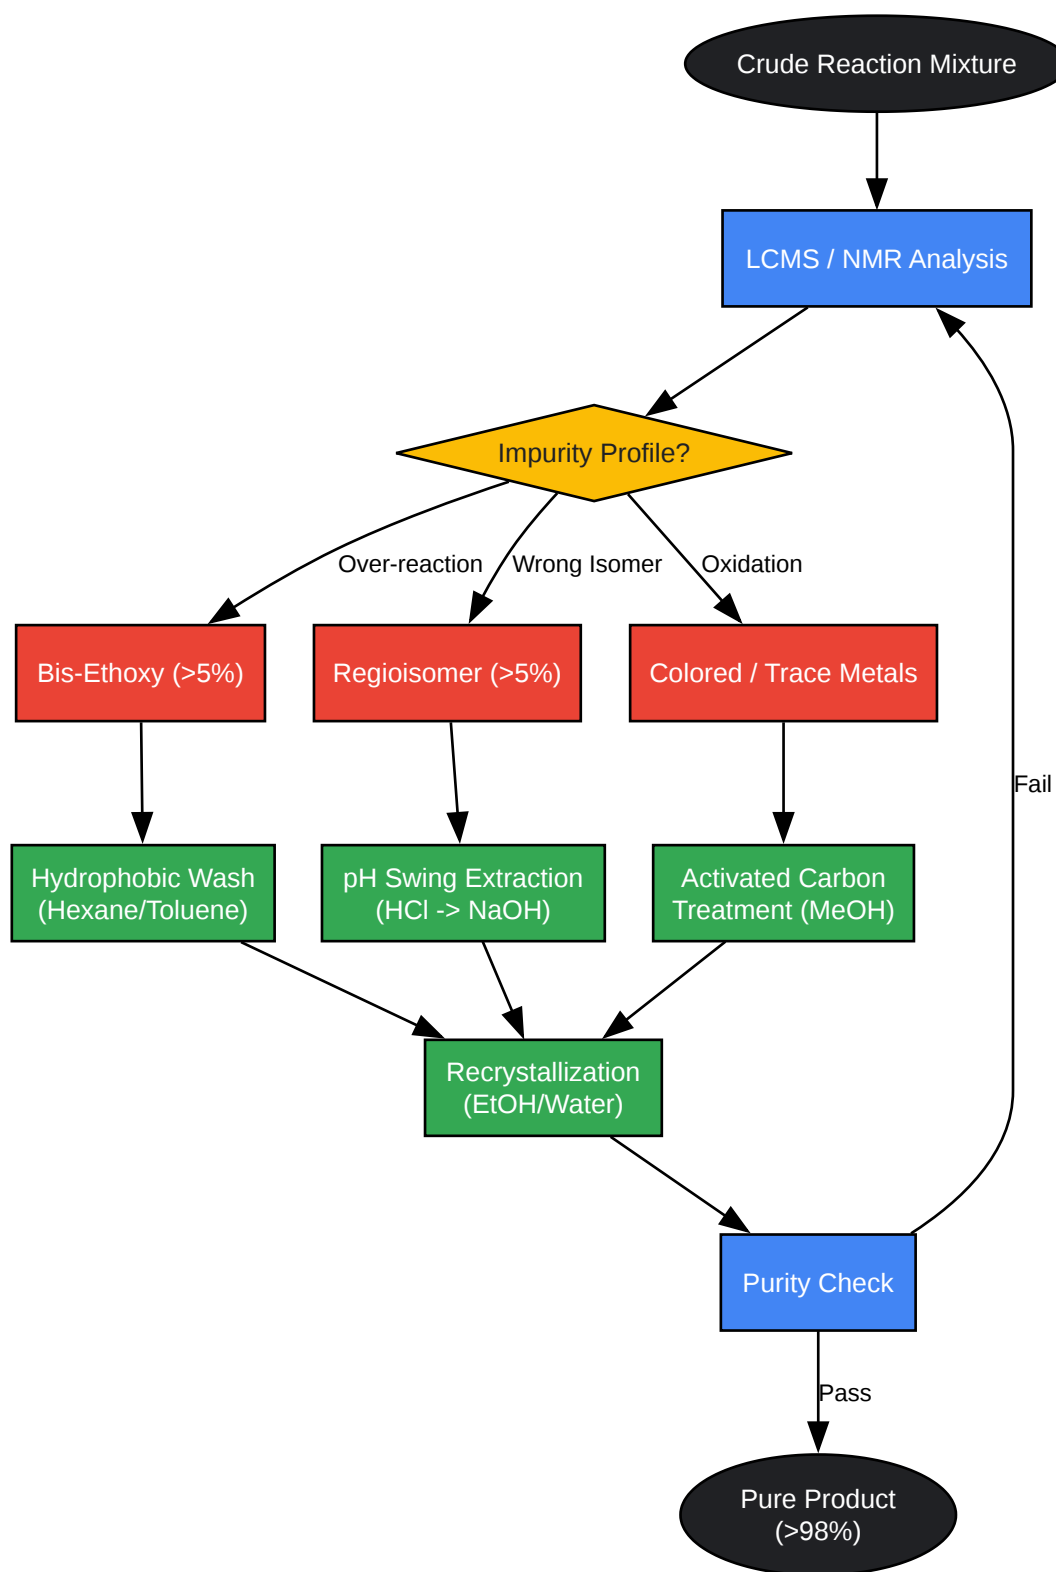 Crude Reaction Mixture
LCMS / NMR Analysis
Impurity Profile?
Over-reaction
Wrong Isomer
Oxidation
Bis-Ethoxy (>5%)
Regioisomer (>5%)
Colored / Trace Metals
Fail
Hydrophobic Wash
(Hexane/Toluene)
pH Swing Extraction
(HCl -> NaOH)
Activated Carbon
Treatment (MeOH)
Recrystallization
(EtOH/Water)
Purity Check
Pass
Pure Product
(>98%)